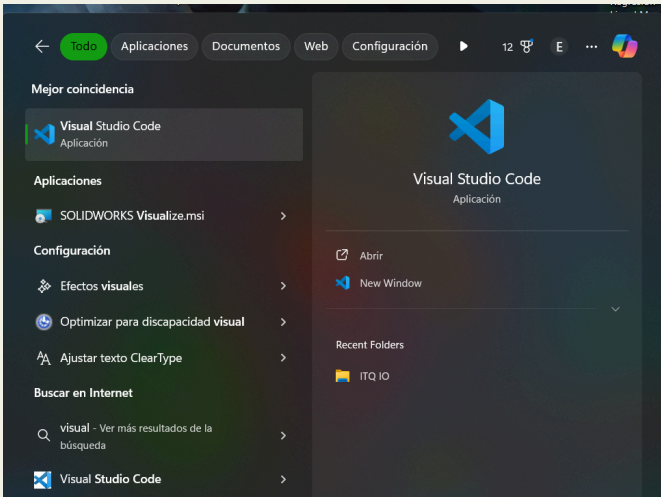 Todo Aplicaciones Documentos Web Configuración 12 E ...
Mejor coincidencia
Visual Studio Code
Aplicación
Aplicaciones
SOLIDWORKS Visualize.msi
Configuración
Efectos visuales
Optimizar para discapacidad visual
Ajustar texto ClearType
Buscar en Internet
visual - Ver más resultados de la
búsqueda
Visual Studio Code
Visual Studio Code
Aplicación
Abrir
New Window
Recent Folders
ITQ IO